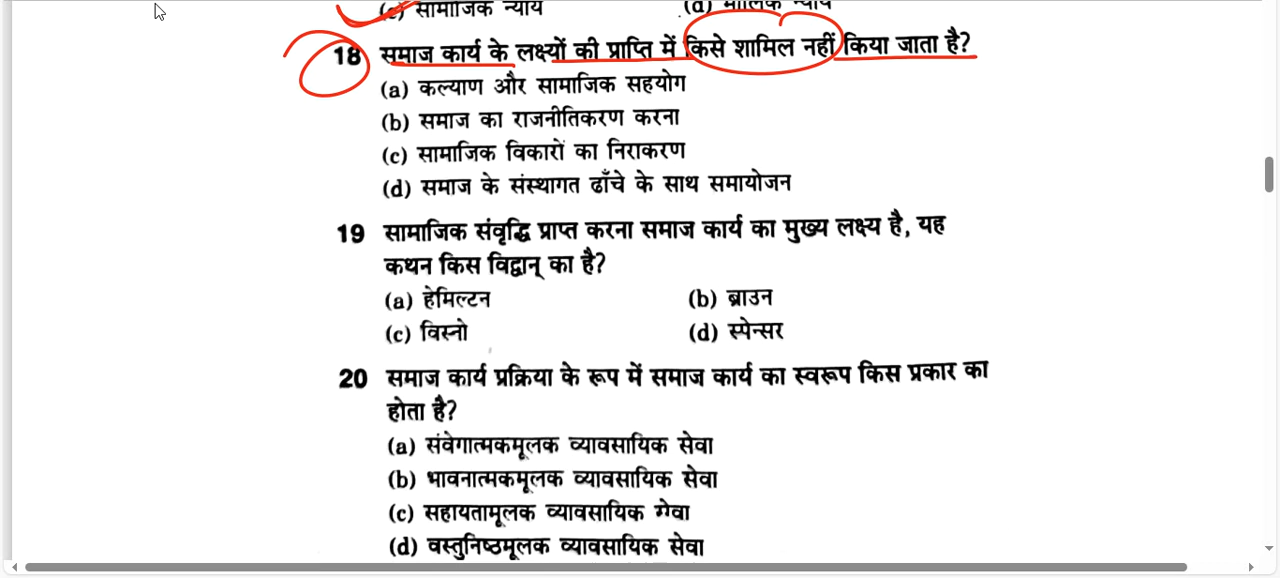 (c) सामाजिक न्याय (d) मौलिक न्याय
18 समाज कार्य के लक्ष्यों की प्राप्ति में किसे शामिल नहीं किया जाता है?
(a) कल्याण और सामाजिक सहयोग
(b) समाज का राजनीतिकरण करना
(c) सामाजिक विकारों का निराकरण
(d) समाज के संस्थागत ढाँचे के साथ समायोजन
19 सामाजिक संवृद्धि प्राप्त करना समाज कार्य का मुख्य लक्ष्य है, यह
कथन किस विद्वान् का है?
(a) हेमिल्टन (b) ब्राउन
(c) विस्नो (d) स्पेन्सर
20 समाज कार्य प्रक्रिया के रूप में समाज कार्य का स्वरूप किस प्रकार का
होता है?
(a) संवेगात्मकमूलक व्यावसायिक सेवा
(b) भावनात्मकमूलक व्यावसायिक सेवा
(c) सहायतामूलक व्यावसायिक सेवा
(d) वस्तुनिष्ठमूलक व्यावसायिक सेवा